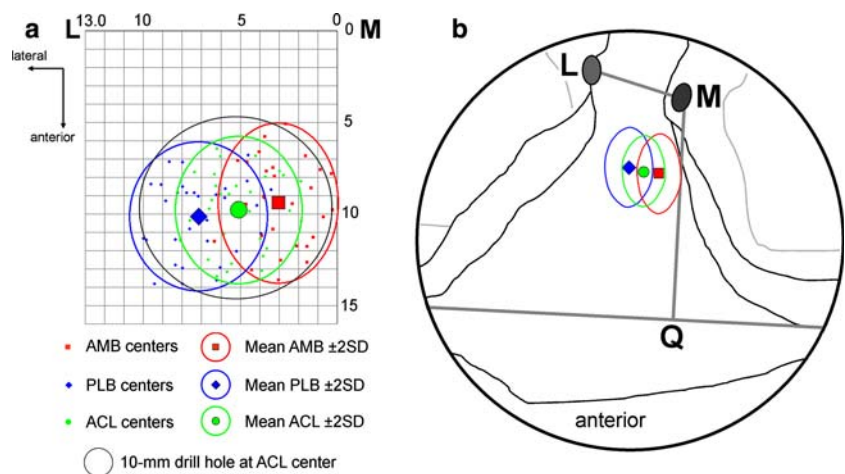 a
b
L 13.0 10 5 0 M
0
lateral
anterior
5
10
15
AMB centers
Mean AMB ±2SD
PLB centers
Mean PLB ±2SD
ACL centers
Mean ACL ±2SD
10-mm drill hole at ACL center
L
M
Q
anterior